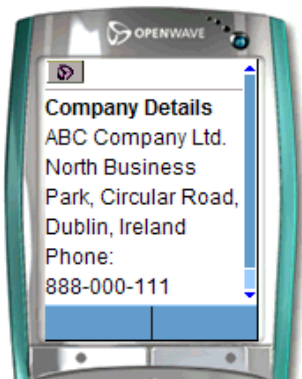 OPENWAVE
Company Details
ABC Company Ltd.
North Business
Park, Circular Road,
Dublin, Ireland
Phone:
888-000-111